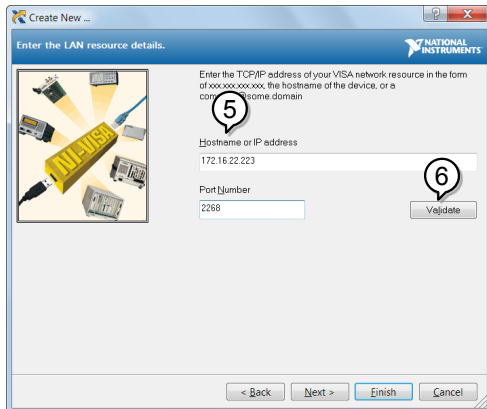 Create New ...
Enter the LAN resource details.
NATIONAL
INSTRUMENTS
Enter the TCP/IP address of your VISA network resource in the form
of xxx.xxx.xxx.xxx, the hostname of the device, or a
some.domain
5
Hostname or IP address
172.16.22.223
6
Port Number
2268
Validate
NI-VISA
< Back
Next >
Finish
Cancel